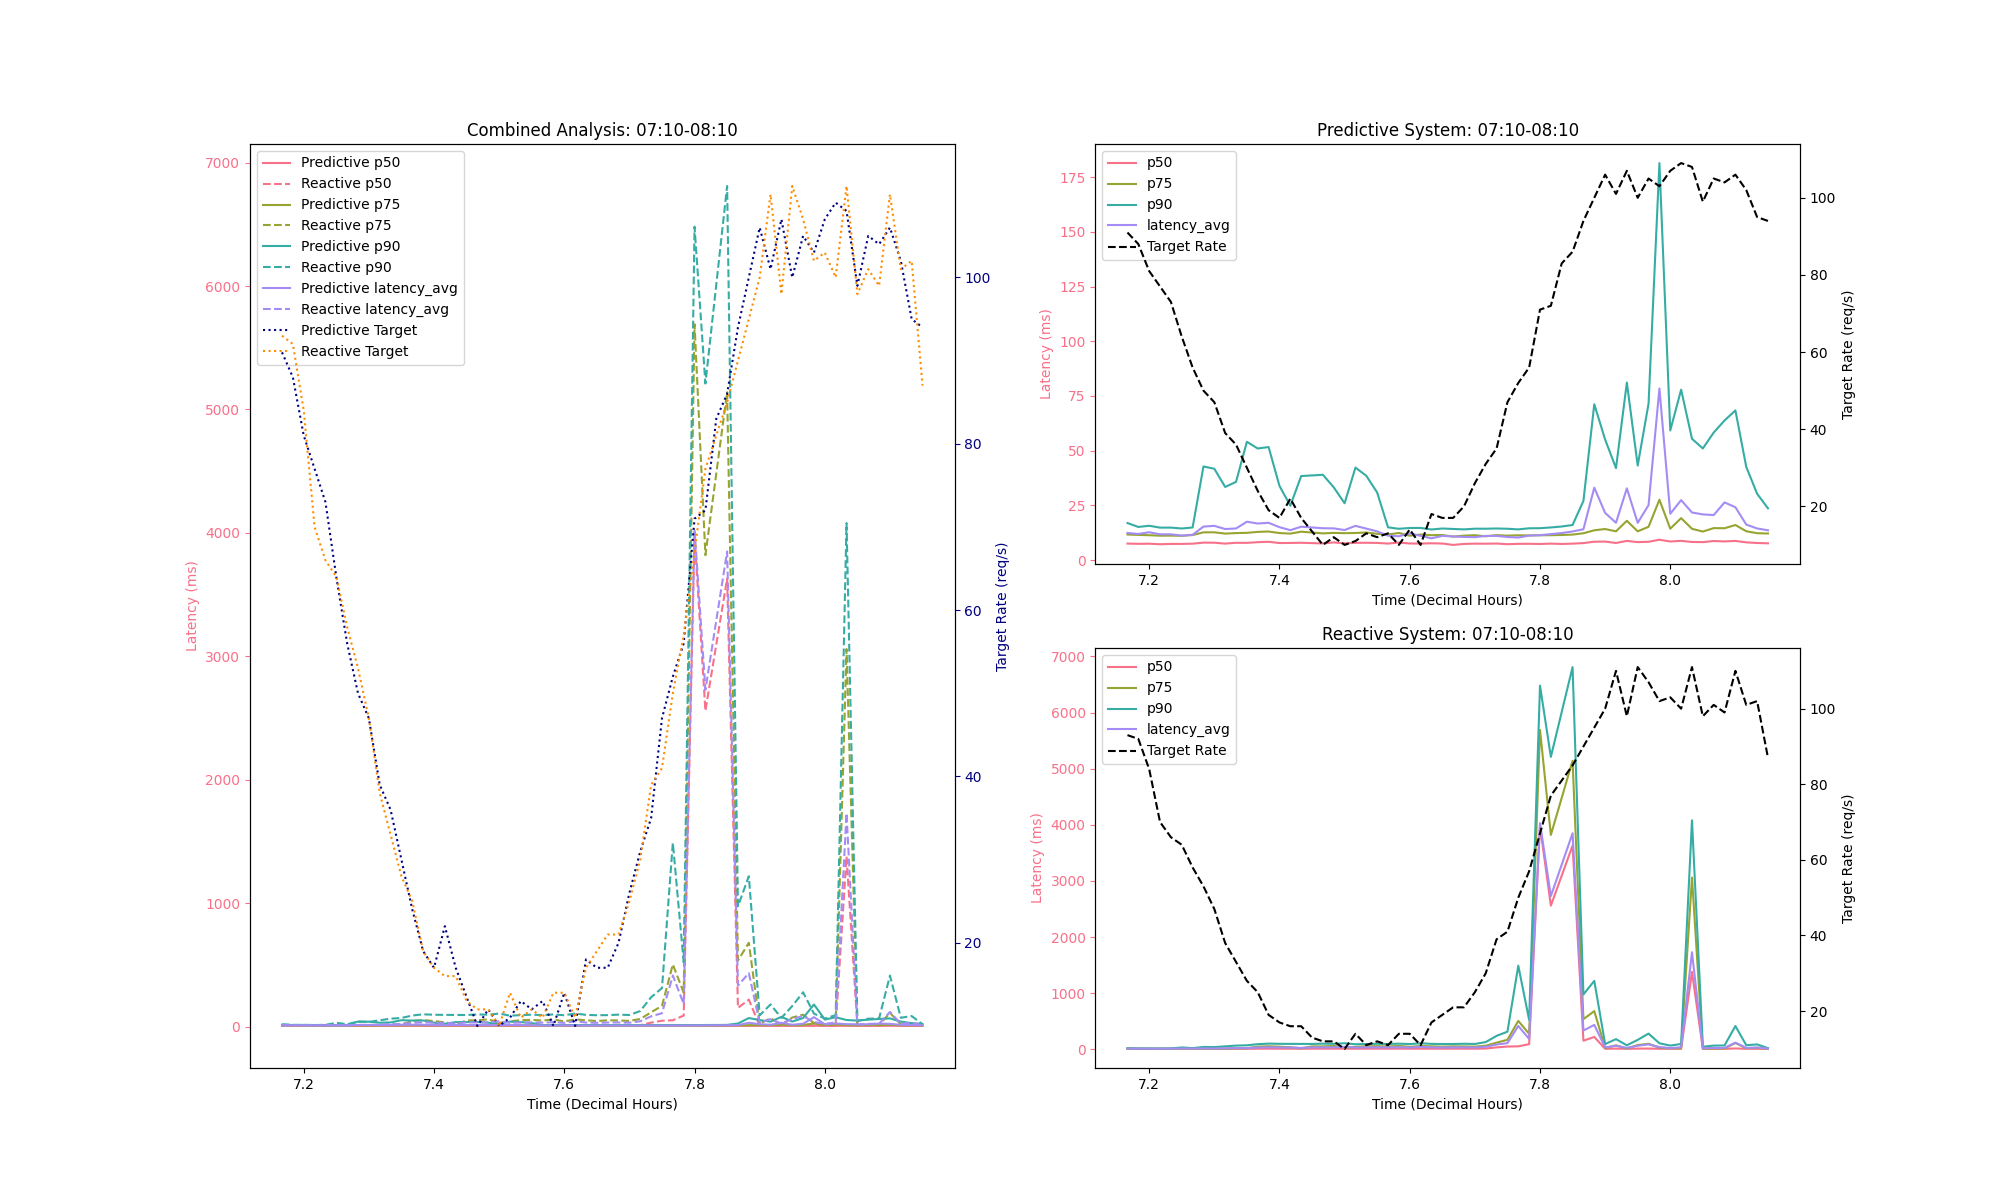 Combined Analysis: 07:10-08:10
Predictive p50
Reactive p50
Predictive p75
Reactive p75
Predictive p90
Reactive p90
Predictive latency_avg
Reactive latency_avg
Predictive Target
Reactive Target
7000
6000
5000
4000
3000
2000
1000
0
Latency (ms)
100
80
60
40
20
Target Rate (req/s)
7.2
7.4
7.6
7.8
8.0
Time (Decimal Hours)
Predictive System: 07:10-08:10
p50
p75
p90
latency_avg
Target Rate
175
150
125
100
75
50
25
0
Latency (ms)
100
80
60
40
20
Target Rate (req/s)
7.2
7.4
7.6
7.8
8.0
Time (Decimal Hours)
Reactive System: 07:10-08:10
p50
p75
p90
latency_avg
Target Rate
7000
6000
5000
4000
3000
2000
1000
0
Latency (ms)
100
80
60
40
20
Target Rate (req/s)
7.2
7.4
7.6
7.8
8.0
Time (Decimal Hours)